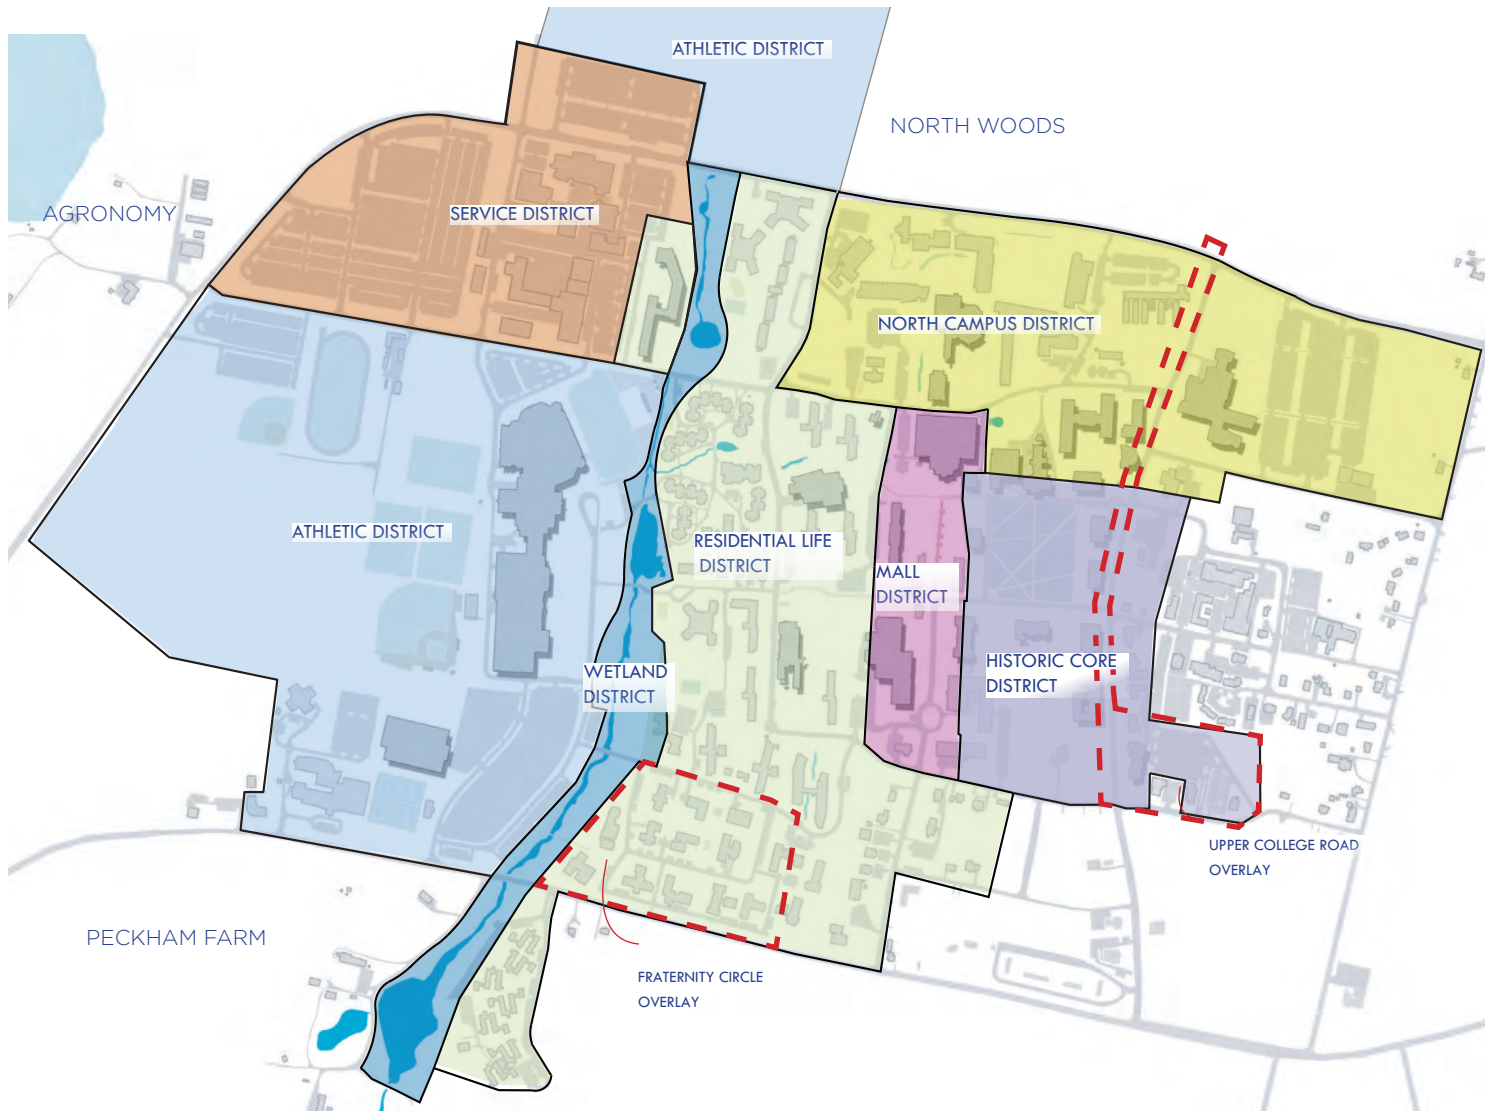 ATHLETIC DISTRICT
NORTH WOODS
AGRONOMY
SERVICE DISTRICT
NORTH CAMPUS DISTRICT
ATHLETIC DISTRICT
RESIDENTIAL LIFE
DISTRICT
MALL
DISTRICT
HISTORIC CORE
DISTRICT
WETLAND
DISTRICT
UPPER COLLEGE ROAD
OVERLAY
PECKHAM FARM
FRATERNITY CIRCLE
OVERLAY